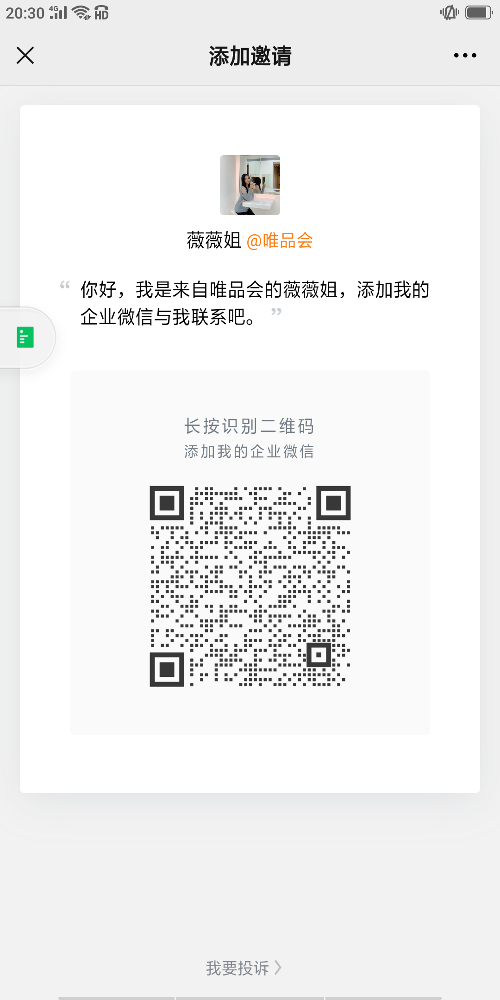 20:30 4G HD
添加邀请
薇薇姐 @唯品会
“ 你好，我是来自唯品会的薇薇姐，添加我的
企业微信与我联系吧。 ”
长按识别二维码
添加我的企业微信
我要投诉